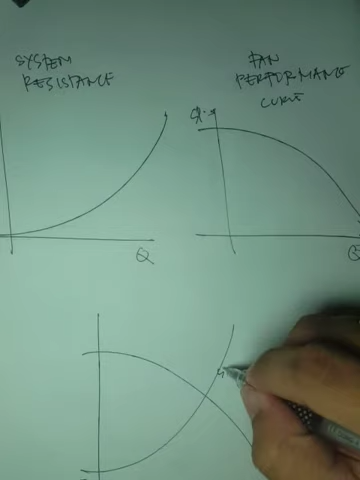 SYSTEM
RESISTANCE
FAN
PERFORMANCE
CURVE
Q
Q